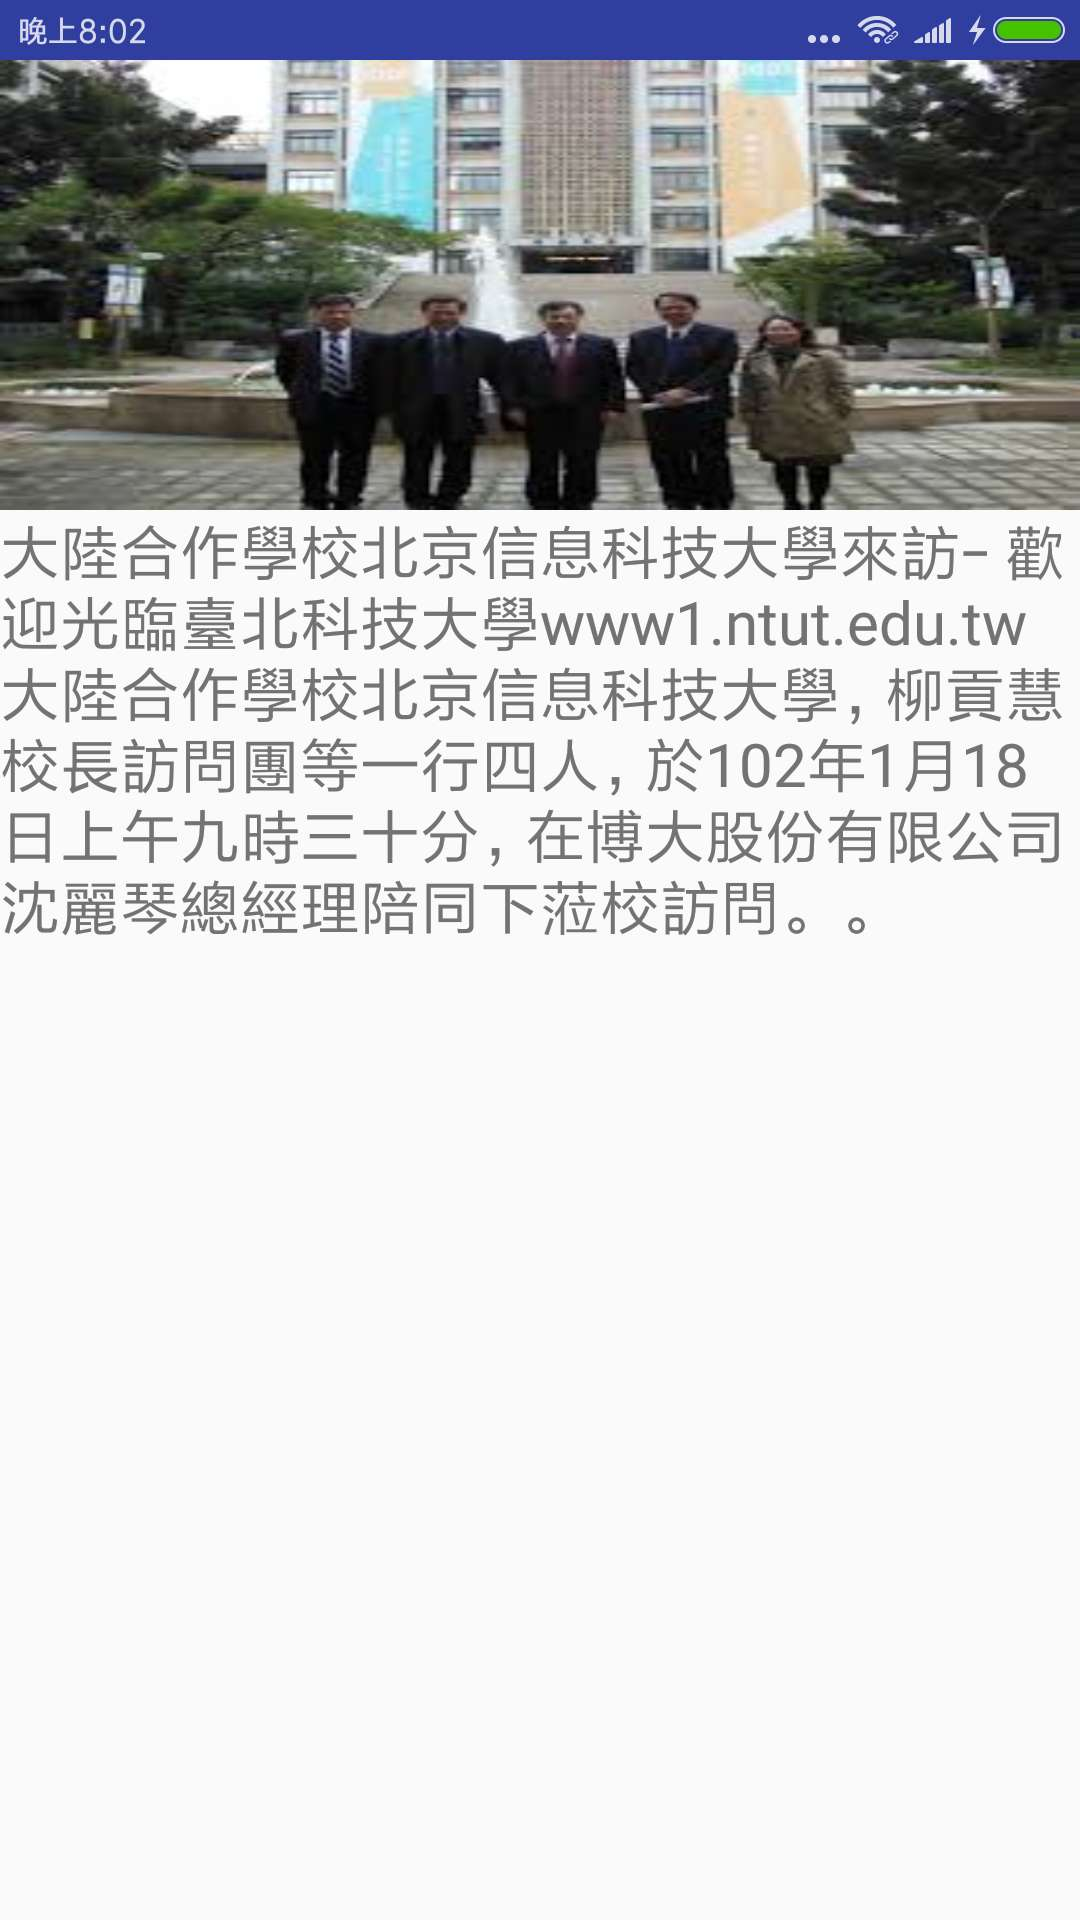 晚上8:02
大陸合作學校北京信息科技大學來訪- 歡
迎光臨臺北科技大學www1.ntut.edu.tw
大陸合作學校北京信息科技大學，柳貢慧
校長訪問團等一行四人，於102年1月18
日上午九時三十分，在博大股份有限公司
沈麗琴總經理陪同下蒞校訪問。。